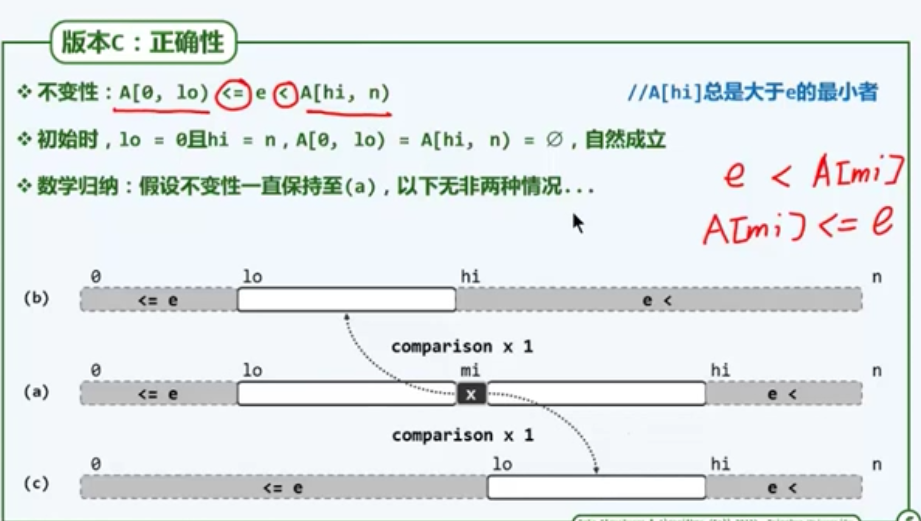 版本C：正确性
❖ 不变性：A[0, lo) <= e < A[hi, n) //A[hi]总是大于e的最小者
❖ 初始时，lo = 0且hi = n，A[0, lo) = A[hi, n) = ∅，自然成立
❖ 数学归纳：假设不变性一直保持至(a)，以下无非两种情况...
e < A[mi]
A[mi] <= e
0 lo hi n
(b) <= e e <
comparison x 1
0 lo mi hi n
(a) <= e x e <
comparison x 1
0 lo hi n
(c) <= e e <